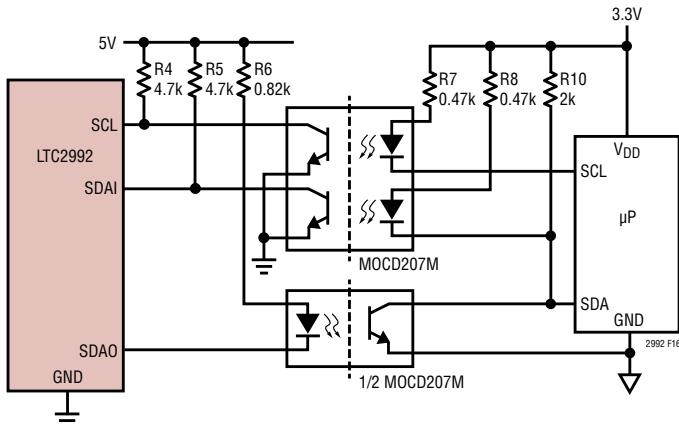 3.3V
5V
R4
4.7k
R5
4.7k
R6
0.82k
R7
0.47k
R8
0.47k
R10
2k
SCL
LTC2992
SDAI
SDAO
GND
VDD
SCL
µP
SDA
GND
MOCD207M
1/2 MOCD207M
2992 F16